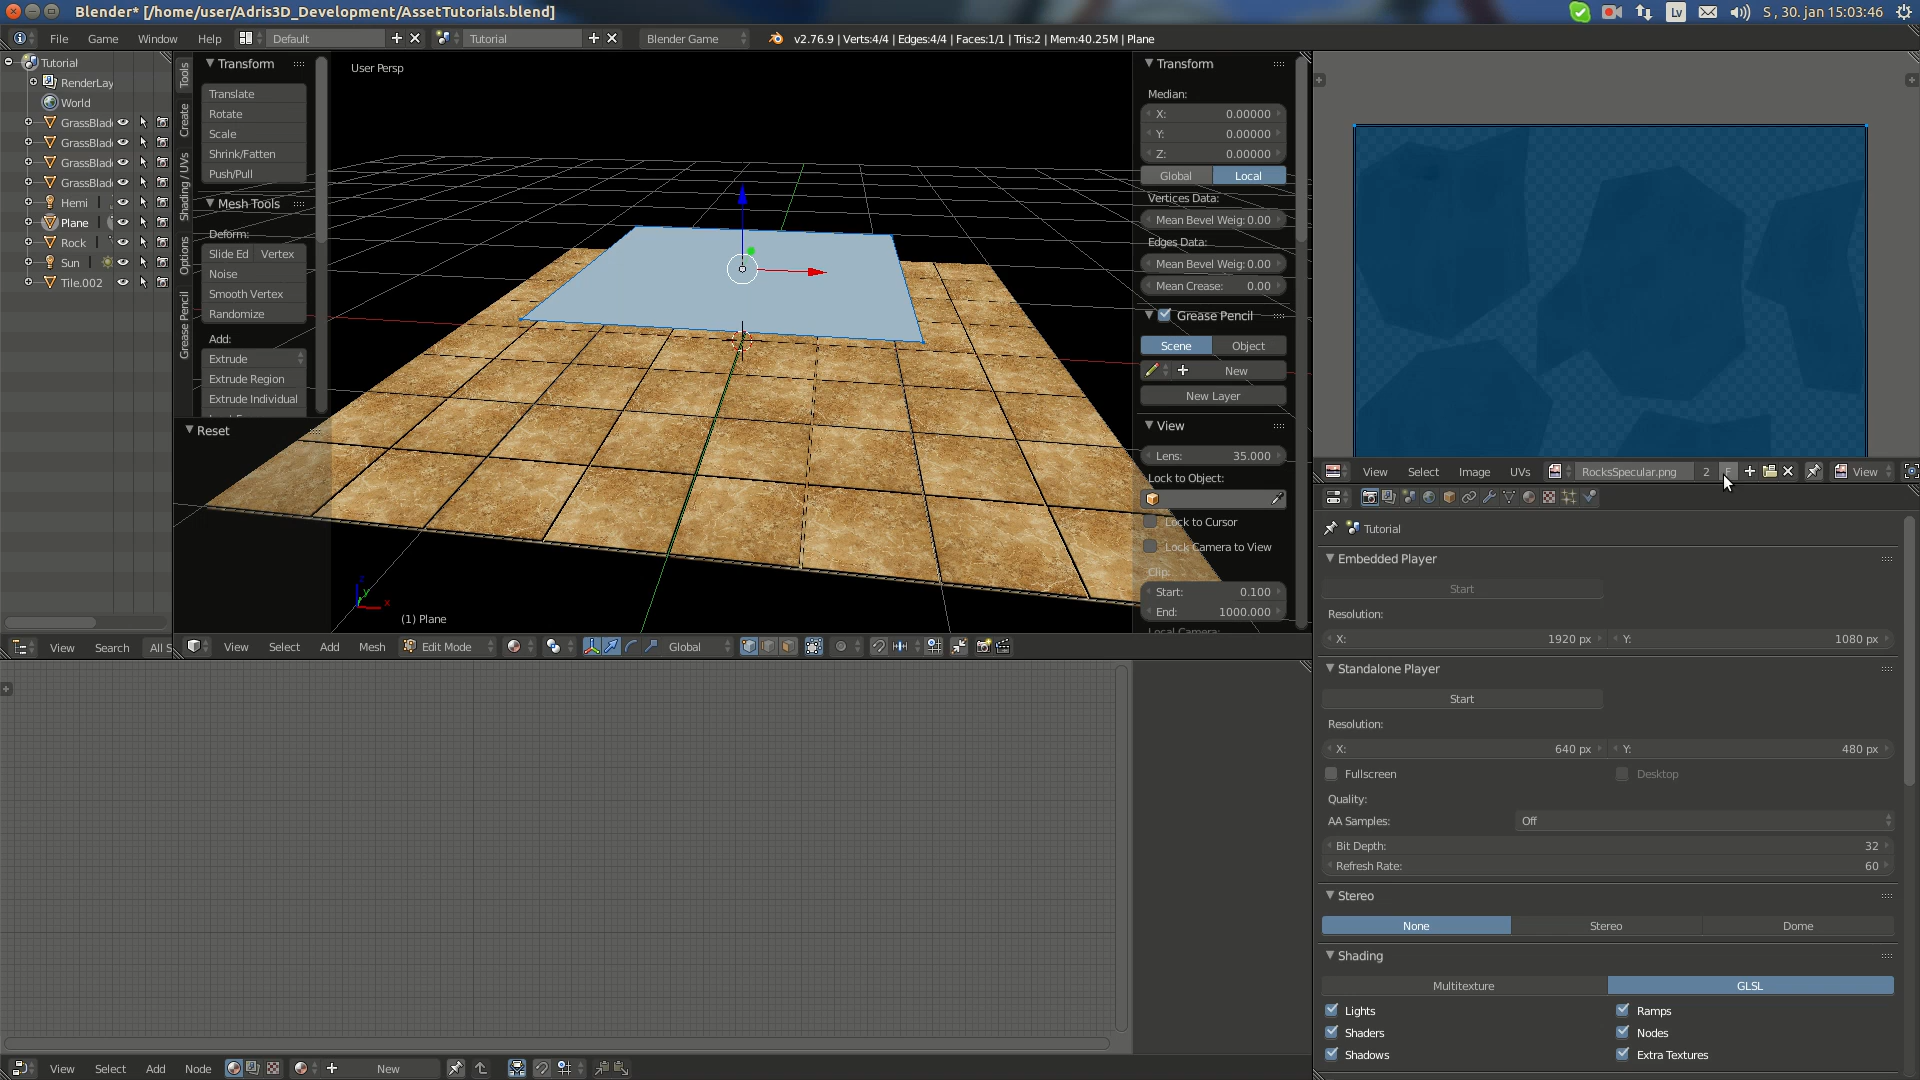 Blender* [/home/user/Adris3D_Development/AssetTutorials.blend]
Lv
S , 30. jan 15:03:46
File Game Window Help
Default
Tutorial
Blender Game
v2.76.9 | Verts:4/4 | Edges:4/4 | Faces:1/1 | Tris:2 | Mem:40.25M | Plane
Tutorial
RenderLay
World
GrassBlad
GrassBlad
GrassBlad
GrassBlad
Hemi
Plane
Rock
Sun
Tile.002
View Search All S
Tools
Create
Shading / UVs
Options
Grease Pencil
Transform
Translate
Rotate
Scale
Shrink/Fatten
Push/Pull
Mesh Tools
Deform:
Slide Ed Vertex
Noise
Smooth Vertex
Randomize
Add:
Extrude
Extrude Region
Extrude Individual
Reset
User Persp
z
y
x
(1) Plane
View Select Add Mesh
Edit Mode
Global
Transform
Median:
X: 0.00000
Y: 0.00000
Z: 0.00000
Global Local
Vertices Data:
Mean Bevel Weig: 0.00
Edges Data:
Mean Bevel Weig: 0.00
Mean Crease: 0.00
Grease Pencil
Scene Object
New
New Layer
View
Lens: 35.000
Lock to Object:
Lock to Cursor
Lock Camera to View
Clip:
Start: 0.100
End: 1000.000
Local Camera:
View Select Image UVs
RocksSpecular.png 2 F
View
Tutorial
Embedded Player
Start
Resolution:
X: 1920 px
Y: 1080 px
Standalone Player
Start
Resolution:
X: 640 px
Y: 480 px
Fullscreen
Desktop
Quality:
AA Samples: Off
Bit Depth: 32
Refresh Rate: 60
Stereo
None Stereo Dome
Shading
Multitexture GLSL
Lights
Ramps
Shaders
Nodes
Shadows
Extra Textures
View Select Add Node
New